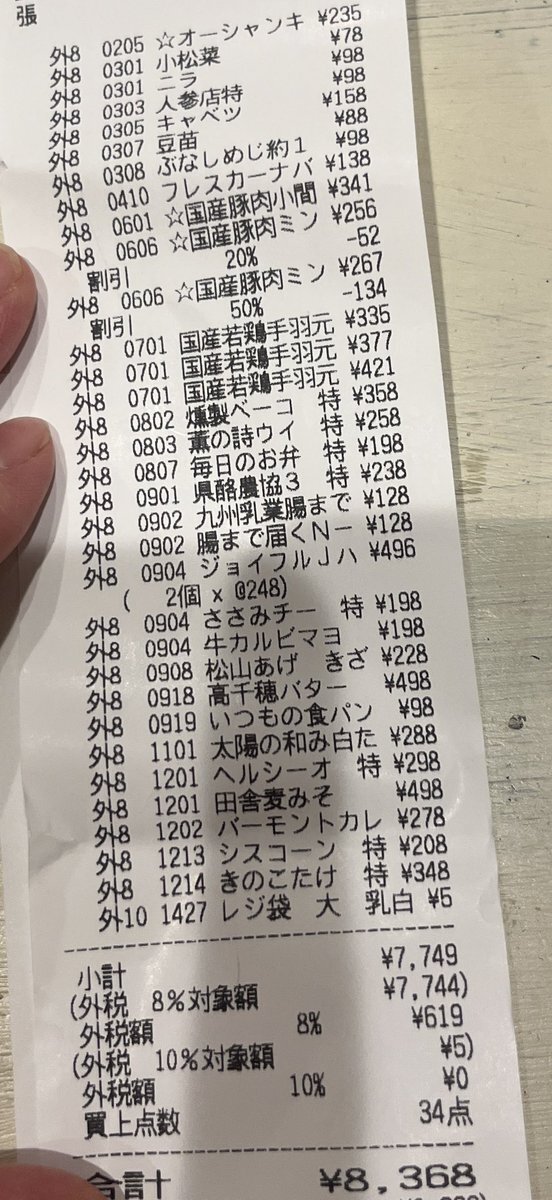 張
外8 0205 ☆オーシャンキ ¥235
外8 0301 小松菜 ¥78
外8 0301 ニラ ¥98
外8 0303 人参店特 ¥98
外8 0305 キャベツ ¥158
外8 0307 豆苗 ¥88
外8 0308 ぶなしめじ約1 ¥98
外8 0410 フレスカーナバ ¥138
外8 0601 ☆国産豚肉小間 ¥341
外8 0606 ☆国産豚肉ミン ¥256
割引 20% -52
外8 0606 ☆国産豚肉ミン ¥267
割引 50% -134
外8 0701 国産若鶏手羽元 ¥335
外8 0701 国産若鶏手羽元 ¥377
外8 0701 国産若鶏手羽元 ¥421
外8 0802 燻製ベーコ 特 ¥358
外8 0803 薫の詩ウイ 特 ¥258
外8 0807 毎日のお弁 特 ¥198
外8 0901 県酪農協3 特 ¥238
外8 0902 九州乳業腸まで ¥128
外8 0902 腸まで届くN－ ¥128
外8 0904 ジョイフルJハ ¥496
( 2個 x @248)
外8 0904 ささみチー 特 ¥198
外8 0904 牛カルビマヨ ¥198
外8 0908 松山あげ きざ ¥228
外8 0918 高千穂バター ¥498
外8 0919 いつもの食パン ¥98
外8 1101 太陽の和み白た ¥288
外8 1201 ヘルシーオ 特 ¥298
外8 1201 田舎麦みそ ¥498
外8 1202 バーモントカレ ¥278
外8 1213 シスコーン 特 ¥208
外8 1214 きのこたけ 特 ¥348
外10 1427 レジ袋 大 乳白 ¥5
小計 ¥7,749
(外税 8%対象額 ¥7,744)
外税額 8% ¥619
(外税 10%対象額 ¥5)
外税額 10% ¥0
買上点数 34点
合計 ¥8,368